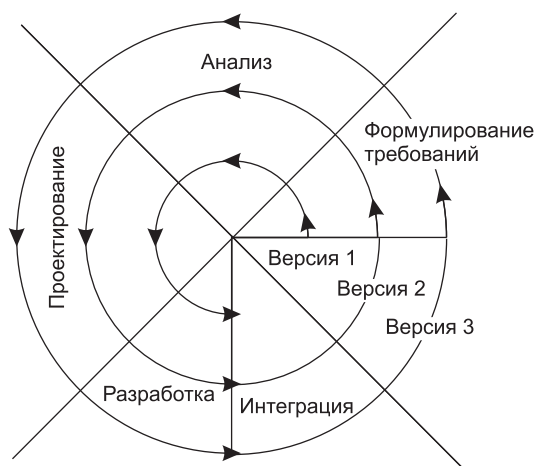 Анализ
Формулирование
требований
Проектирование
Версия 1
Версия 2
Версия 3
Разработка
Интеграция